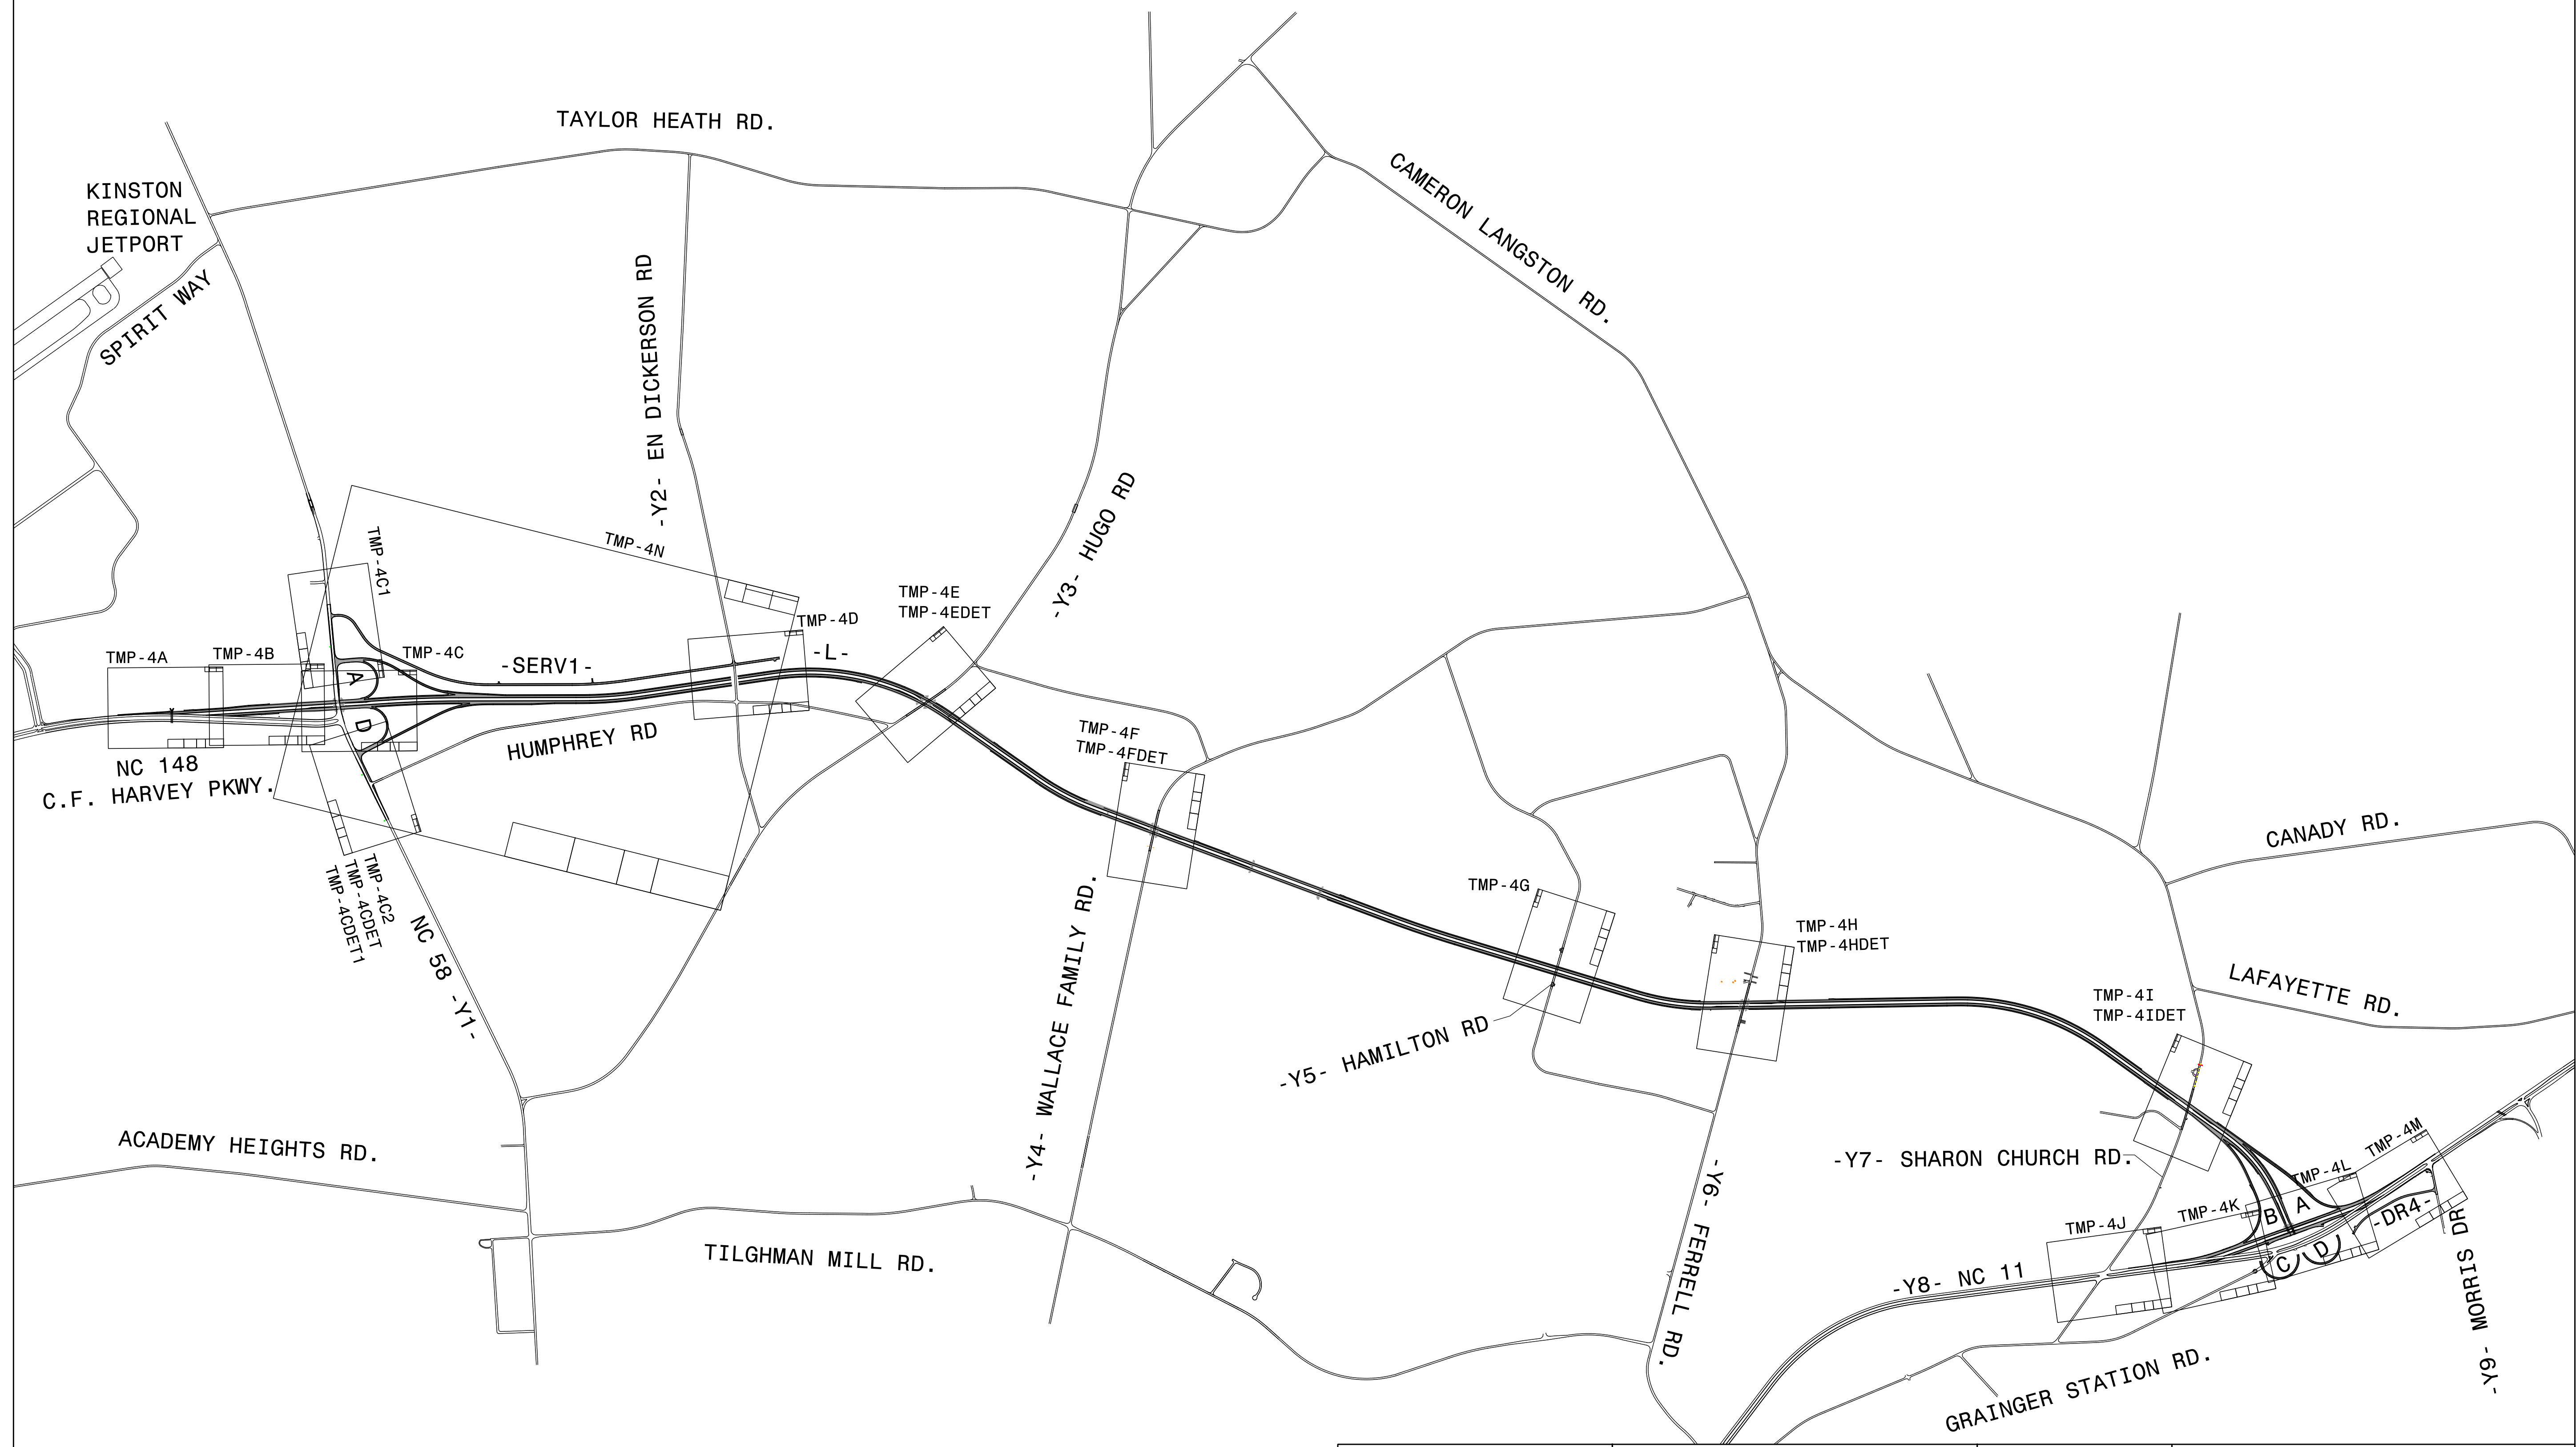 TAYLOR HEATH RD.
KINSTON
REGIONAL
JETPORT
SPIRIT WAY
CAMERON LANGSTON RD.
-Y2- EN DICKERSON RD
-Y3- HUGO RD
TMP-4N
TMP-4C1
TMP-4A
TMP-4B
TMP-4C
-SERV1-
TMP-4D
-L-
TMP-4E
TMP-4EDET
A
D
HUMPHREY RD
NC 148
C.F. HARVEY PKWY.
TMP-4F
TMP-4FDET
TMP-4C2
TMP-4CDET
TMP-4CDET1
NC 58 -Y1-
-Y4- WALLACE FAMILY RD.
TMP-4G
-Y5- HAMILTON RD
TMP-4H
TMP-4HDET
CANADY RD.
LAFAYETTE RD.
TMP-4I
TMP-4IDET
ACADEMY HEIGHTS RD.
TILGHMAN MILL RD.
-Y6- FERRELL RD.
-Y7- SHARON CHURCH RD.
TMP-4M
TMP-4L
TMP-4K
TMP-4J
A
B
C
D
-DR4-
-Y8- NC 11
-Y9- MORRIS DR
GRAINGER STATION RD.